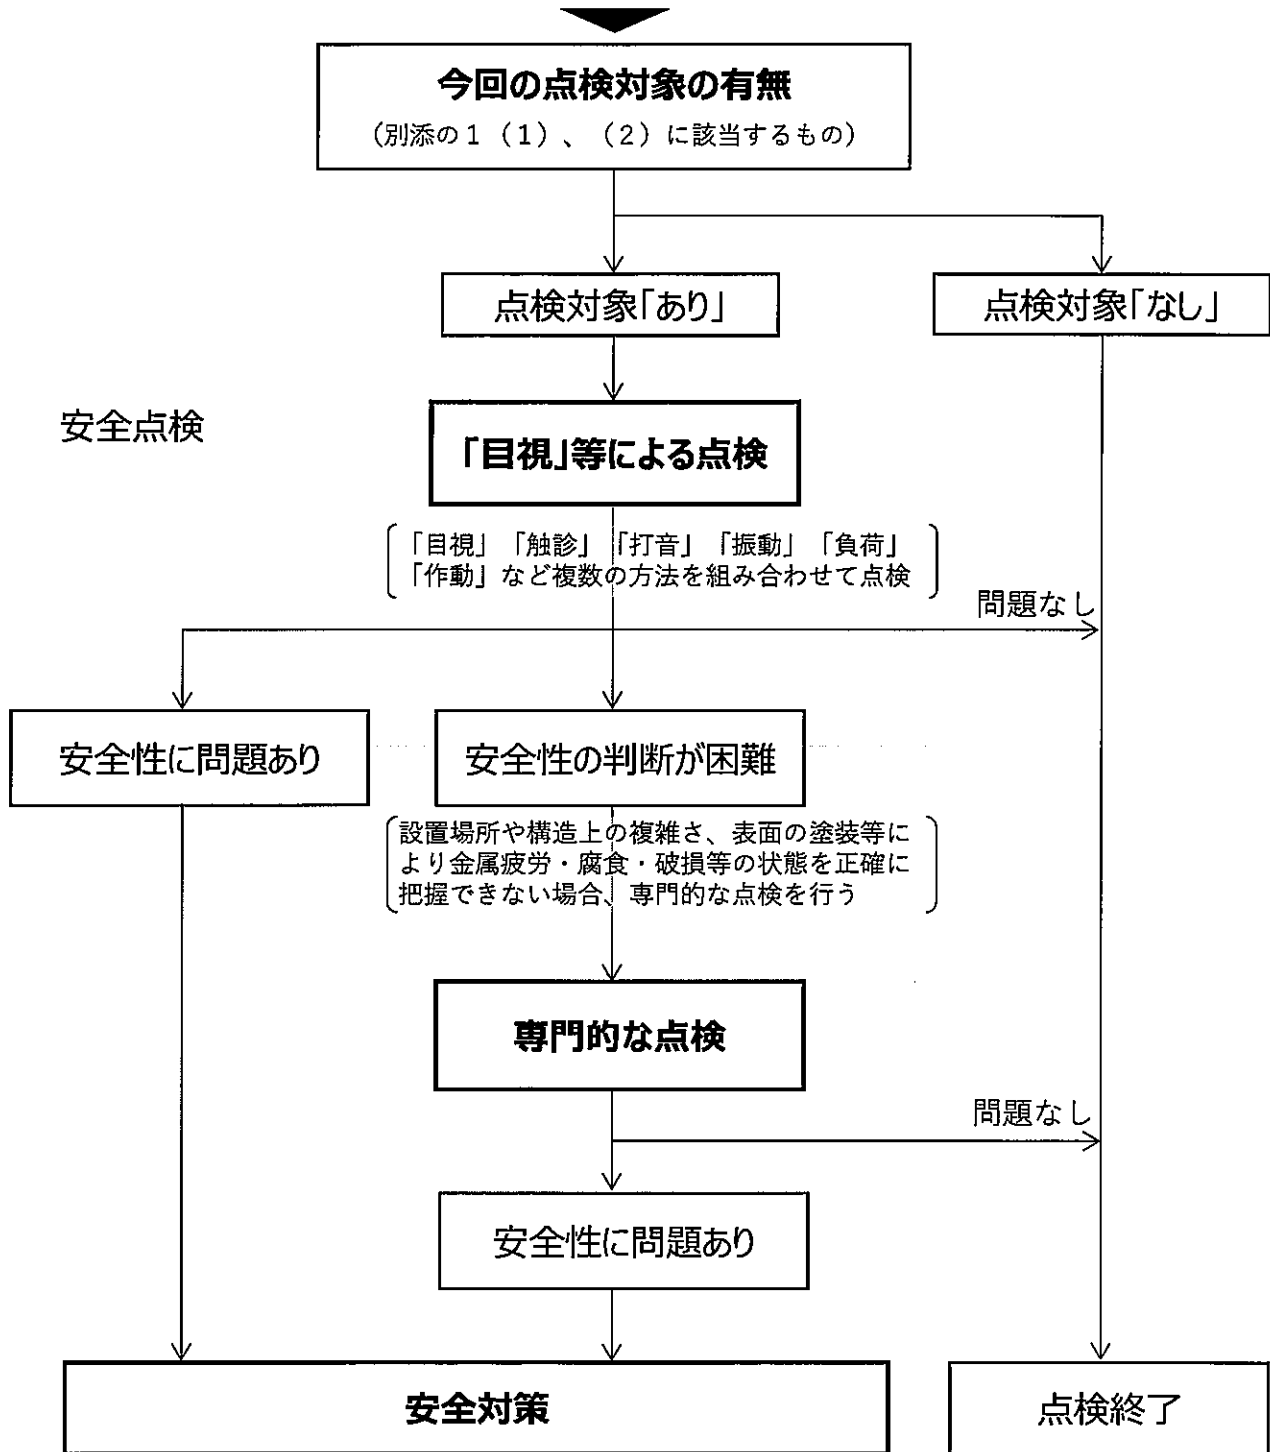 今回の点検対象の有無
（別添の１（１）、（２）に該当するもの）
点検対象「あり」
点検対象「なし」
安全点検
「目視」等による点検
「目視」「触診」「打音」「振動」「負荷」
「作動」など複数の方法を組み合わせて点検
問題なし
安全性に問題あり
安全性の判断が困難
設置場所や構造上の複雑さ、表面の塗装等に
より金属疲労・腐食・破損等の状態を正確に
把握できない場合、専門的な点検を行う
専門的な点検
問題なし
安全性に問題あり
安全対策
点検終了